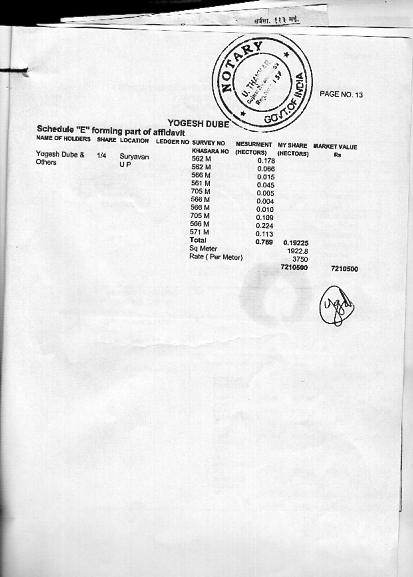 NOTARY
GOVT. OF INDIA
PAGE NO. 13
YOGESH DUBE
Schedule "E" forming part of affidavit
NAME OF HOLDERS SHARE LOCATION LEDGER NO SURVEY NO MESURMENT MY SHARE MARKET VALUE
KHASARA NO (HECTORS) (HECTORS) Rs
Yogesh Dube & 1/4 Suryavan 562 M 0.178
Others U P 562 M 0.066
566 M 0.015
561 M 0.045
705 M 0.005
566 M 0.004
566 M 0.010
705 M 0.109
566 M 0.224
571 M 0.113
Total 0.769 0.19225
Sq Meter 1922.8
Rate ( Per Meter) 3750
7210500 7210500